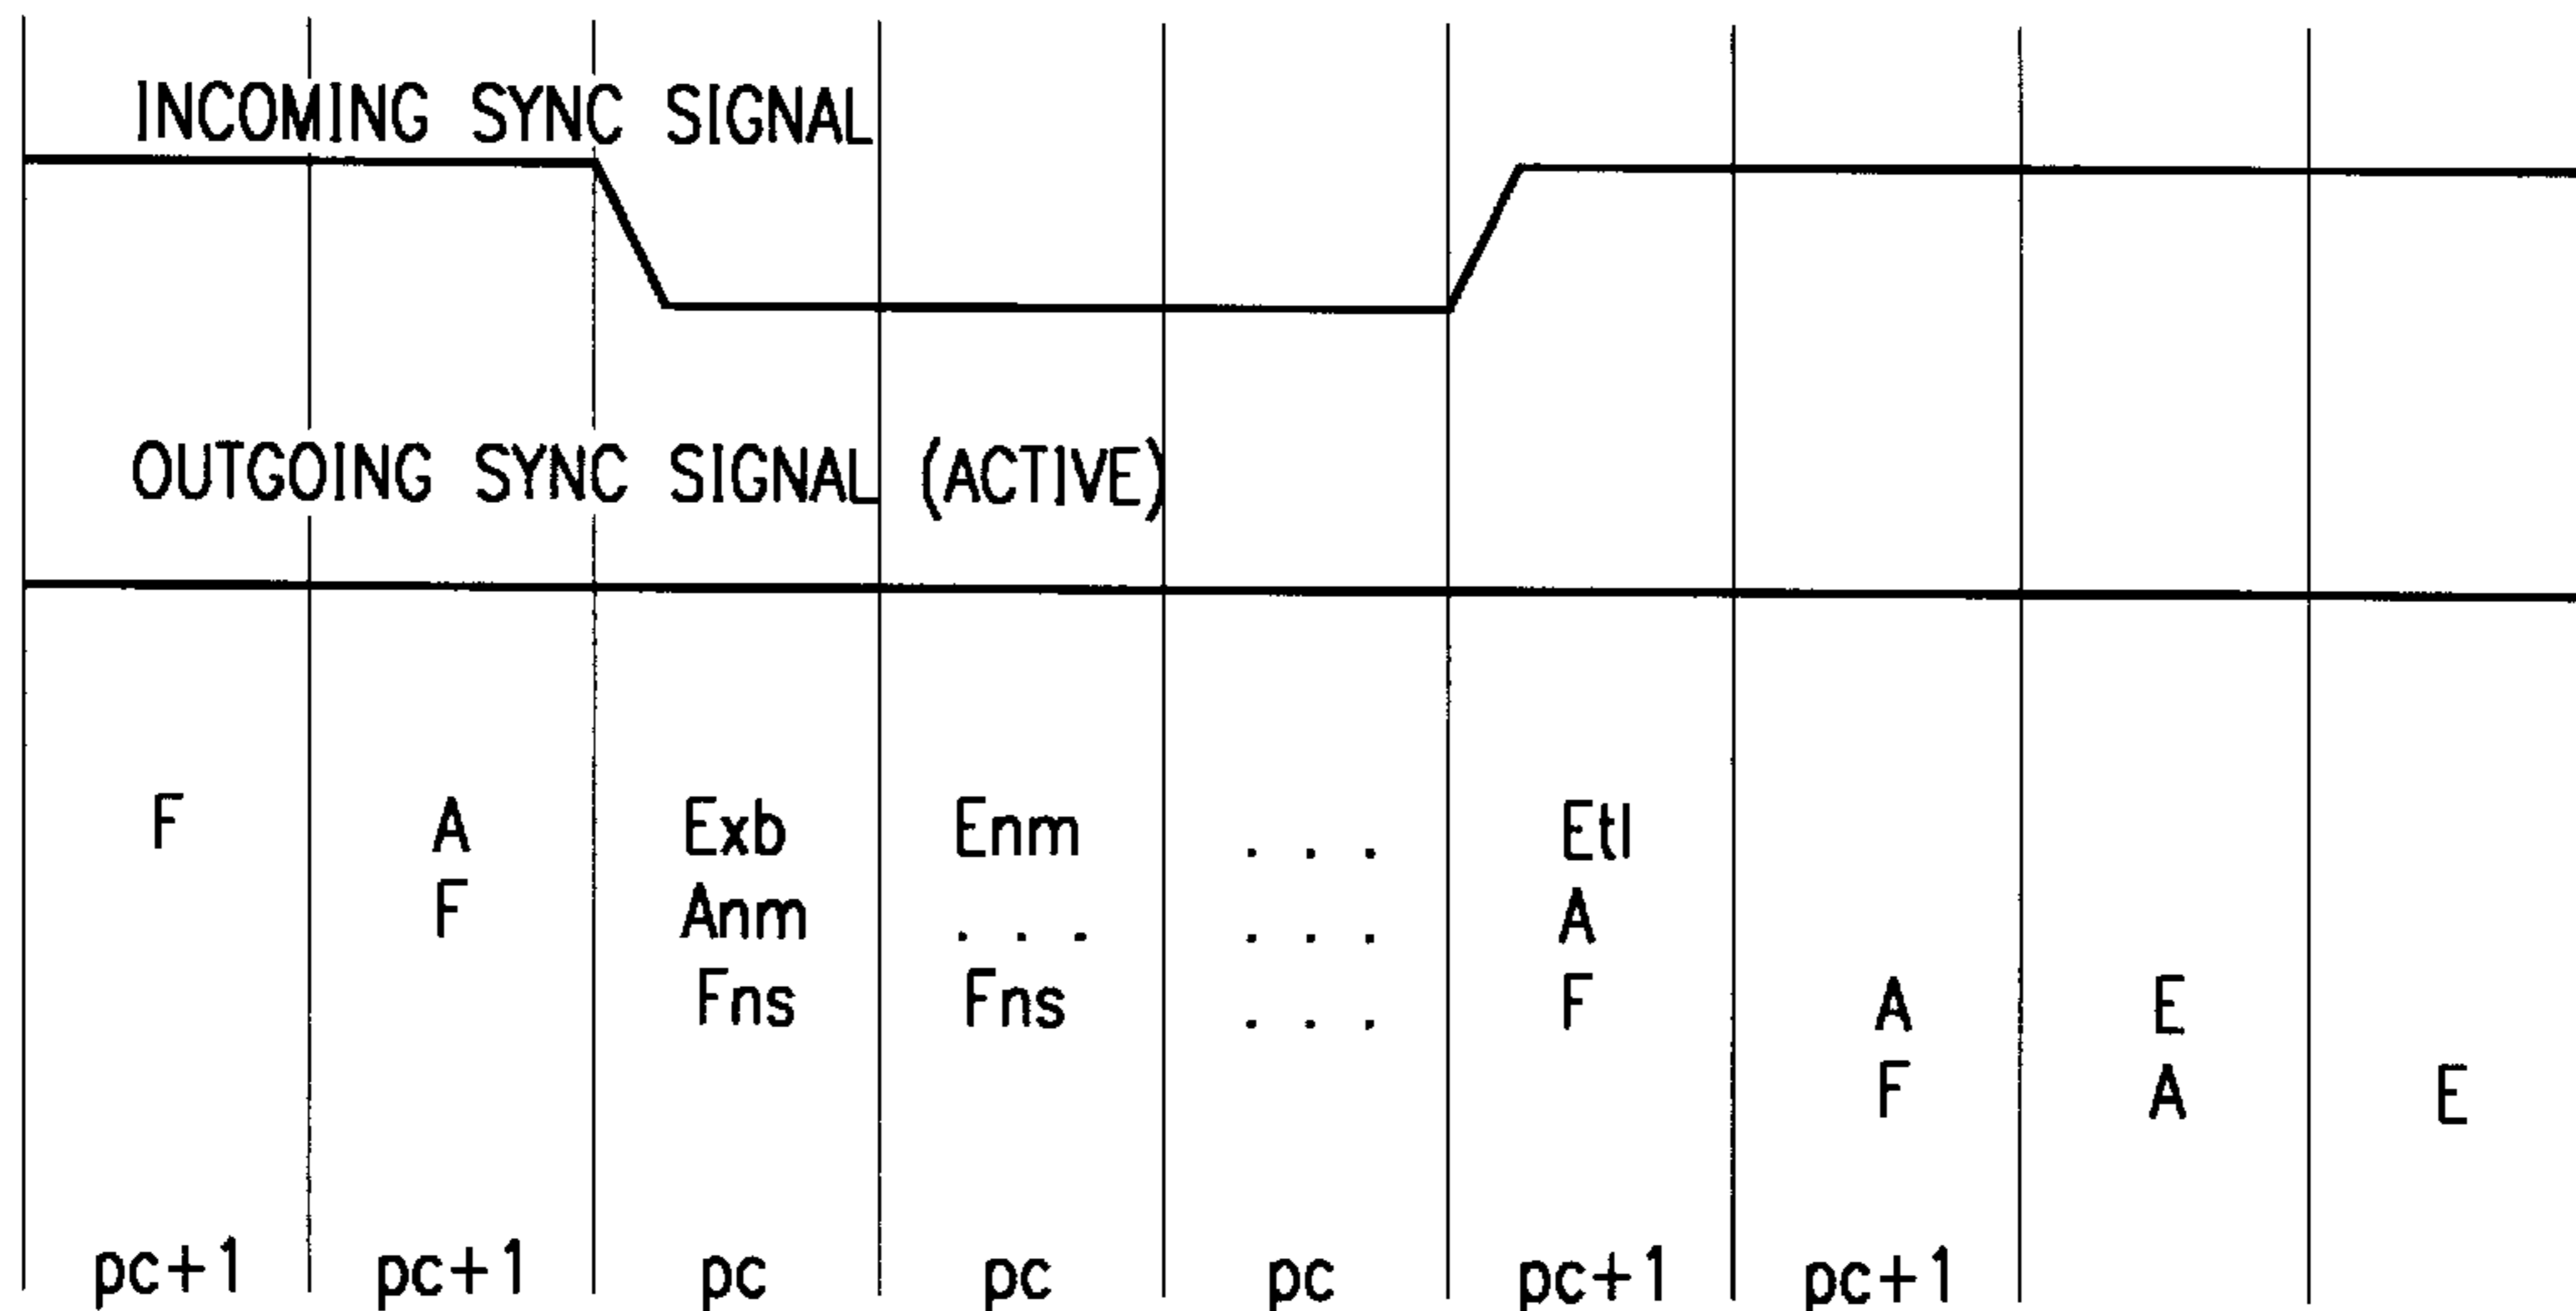 INCOMING SYNC SIGNAL
OUTGOING SYNC SIGNAL (ACTIVE)
F A Exb Enm . . . Etl
F Anm . . . . . . A
Fns Fns . . . F A E
F A E
pc+1 pc+1 pc pc pc pc+1 pc+1